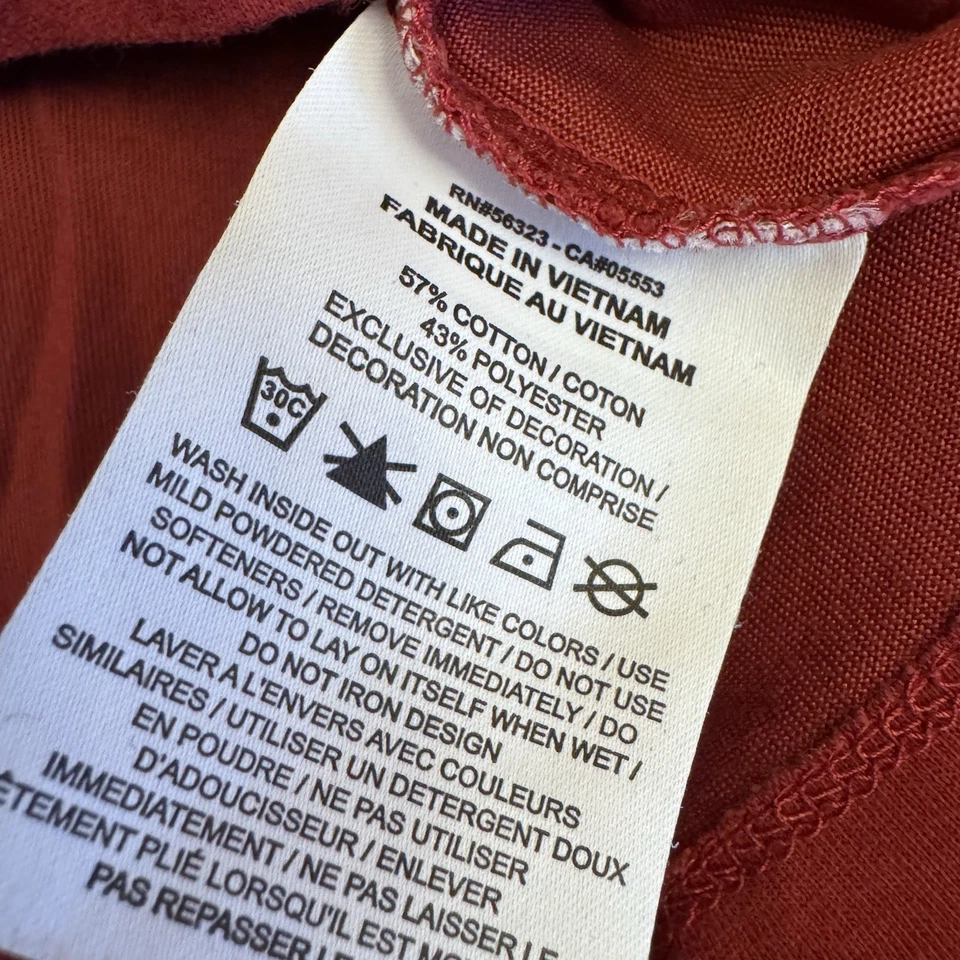 RN#56323 - CA#05553
MADE IN VIETNAM
FABRIQUE AU VIETNAM
57% COTTON / COTON
43% POLYESTER
EXCLUSIVE OF DECORATION /
DECORATION NON COMPRISE
30C
WASH INSIDE OUT WITH LIKE COLORS / USE
MILD POWDERED DETERGENT / DO NOT USE
SOFTENERS / REMOVE IMMEDIATELY / DO
NOT ALLOW TO LAY ON ITSELF WHEN WET /
DO NOT IRON DESIGN
LAVER A L'ENVERS AVEC COULEURS
SIMILAIRES / UTILISER UN DETERGENT DOUX
EN POUDRE / NE PAS UTILISER
D'ADOUCISSEUR / ENLEVER
IMMEDIATEMENT / NE PAS LAISSER LE
PLIÉ LORSQU'IL EST
PAS REPASSER